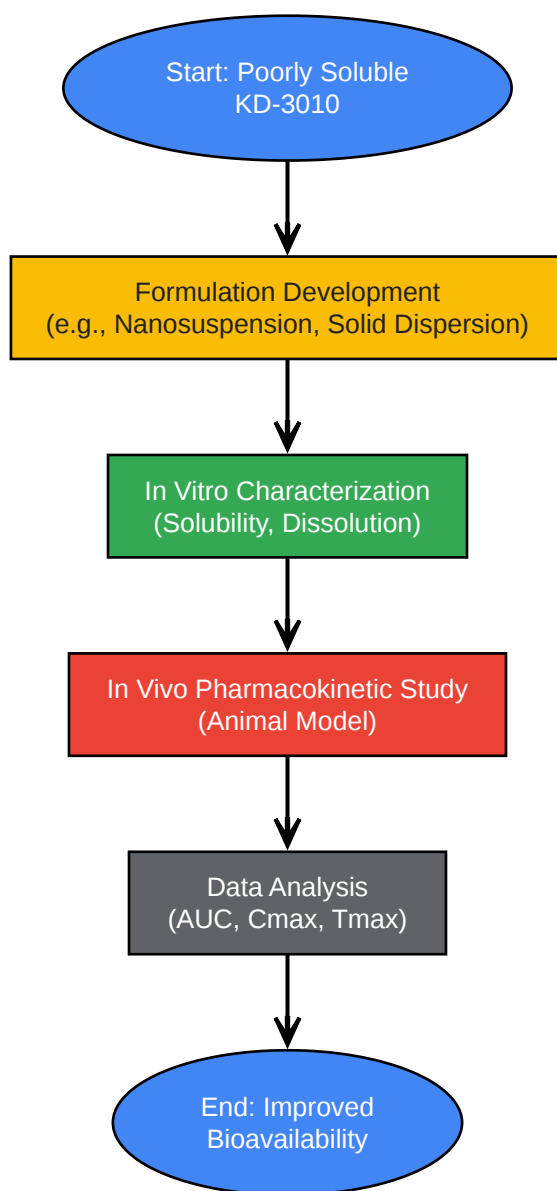 Start: Poorly Soluble
KD-3010
Formulation Development
(e.g., Nanosuspension, Solid Dispersion)
In Vitro Characterization
(Solubility, Dissolution)
In Vivo Pharmacokinetic Study
(Animal Model)
Data Analysis
(AUC, Cmax, Tmax)
End: Improved
Bioavailability